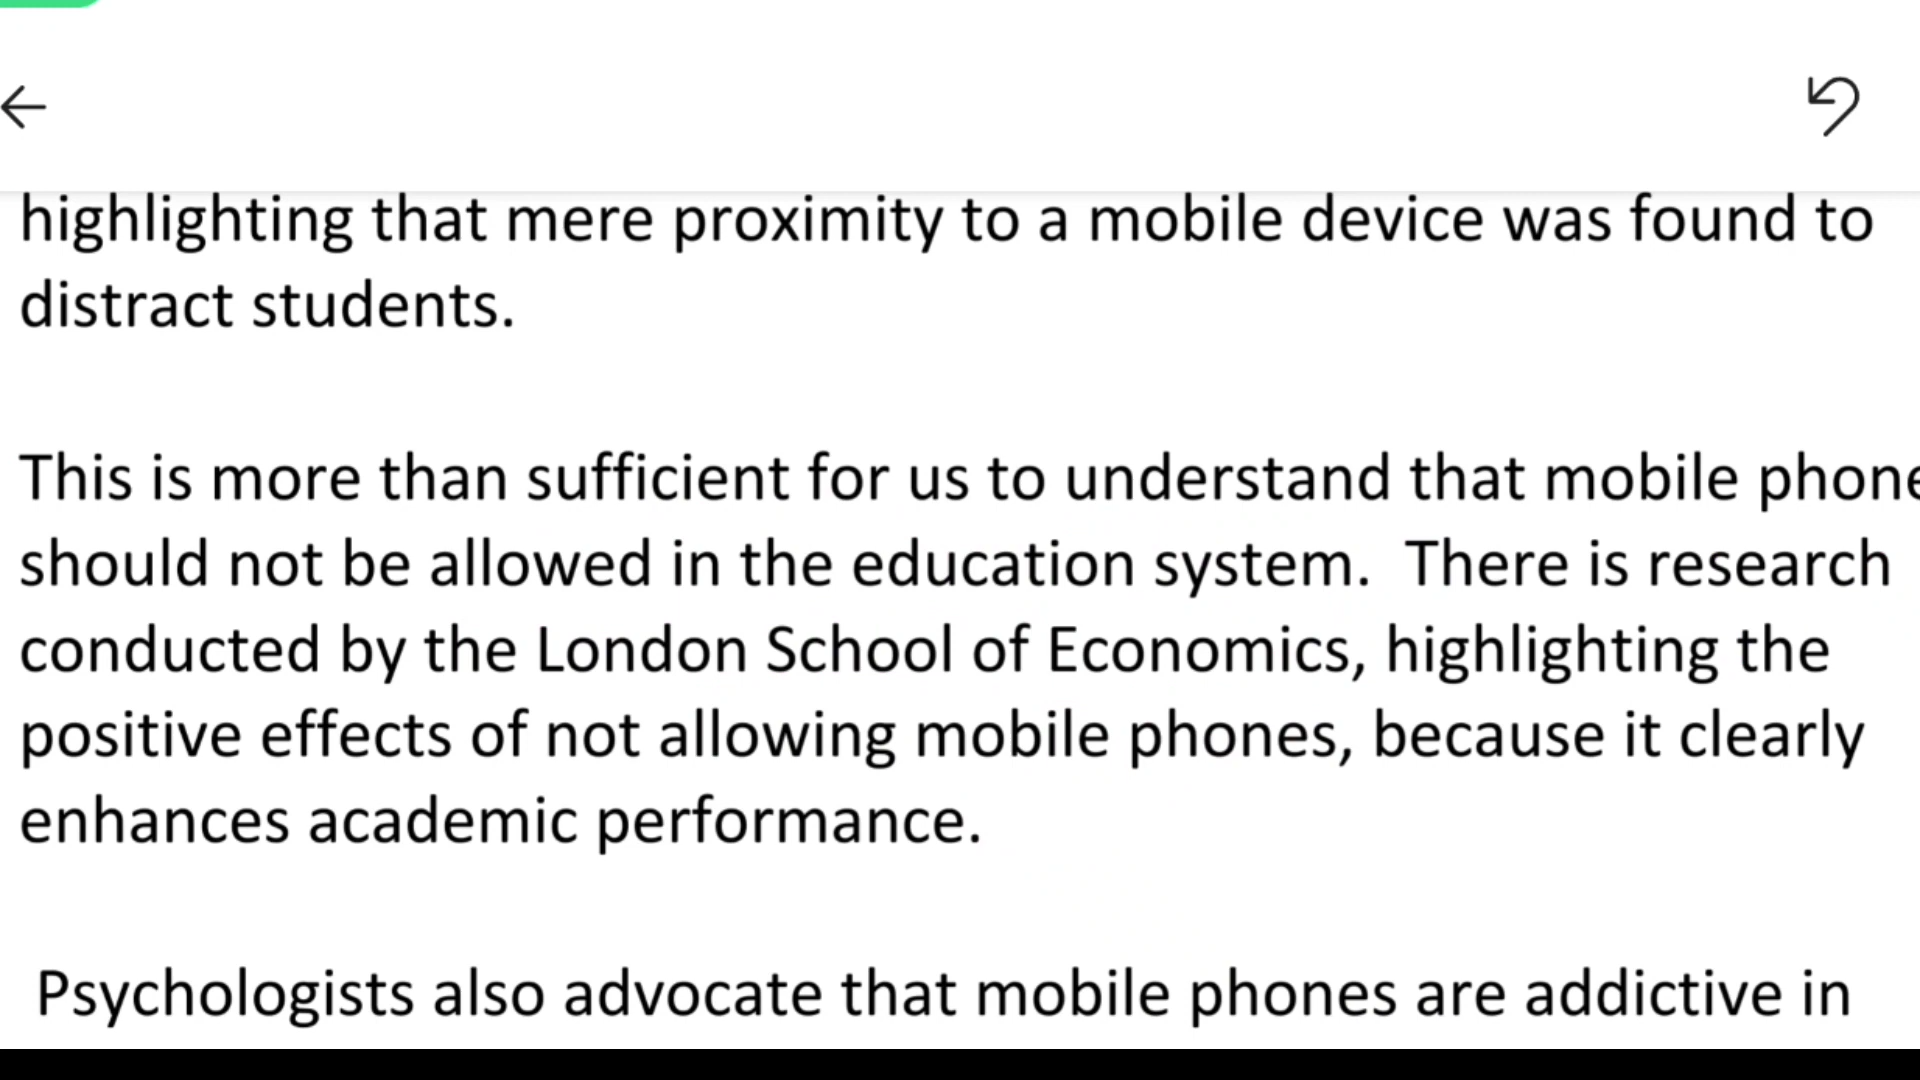 highlighting that mere proximity to a mobile device was found to
distract students.
This is more than sufficient for us to understand that mobile phone
should not be allowed in the education system.  There is research
conducted by the London School of Economics, highlighting the
positive effects of not allowing mobile phones, because it clearly
enhances academic performance.
Psychologists also advocate that mobile phones are addictive in